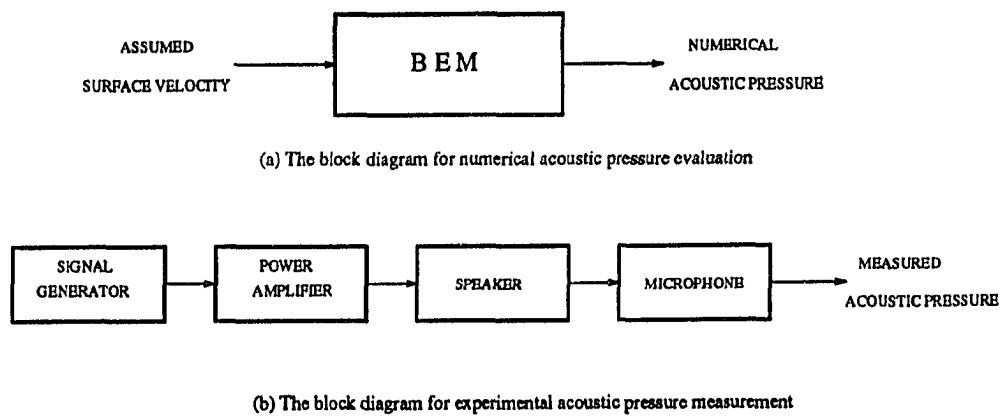 ASSUMED
SURFACE VELOCITY
BEM
NUMERICAL
ACOUSTIC PRESSURE
(a) The block diagram for numerical acoustic pressure evaluation
SIGNAL
GENERATOR
POWER
AMPLIFIER
SPEAKER
MICROPHONE
MEASURED
ACOUSTIC PRESSURE
(b) The block diagram for experimental acoustic pressure measurement